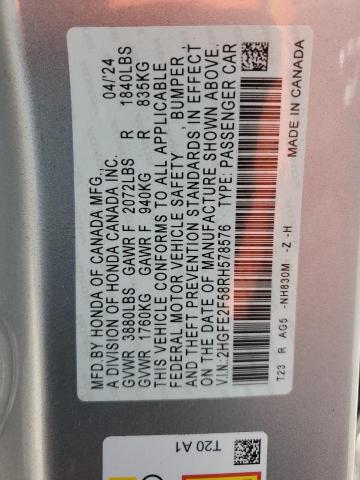 MFD BY HONDA OF CANADA MFG., 04/'24
A DIVISION OF HONDA CANADA INC.
GVWR 3880LBS GAWR F 2072LBS R 1840LBS
GVWR 1760KG GAWR F 940KG R 835KG
THIS VEHICLE CONFORMS TO ALL APPLICABLE
FEDERAL MOTOR VEHICLE SAFETY , BUMPER ,
AND THEFT PREVENTION STANDARDS IN EFFECT
ON THE DATE OF MANUFACTURE SHOWN ABOVE.
V.I.N.:2HGFE2F58RH578576 TYPE: PASSENGER CAR
T23 R AG5 -NH830M -Z -H MADE IN CANADA
T20 A1